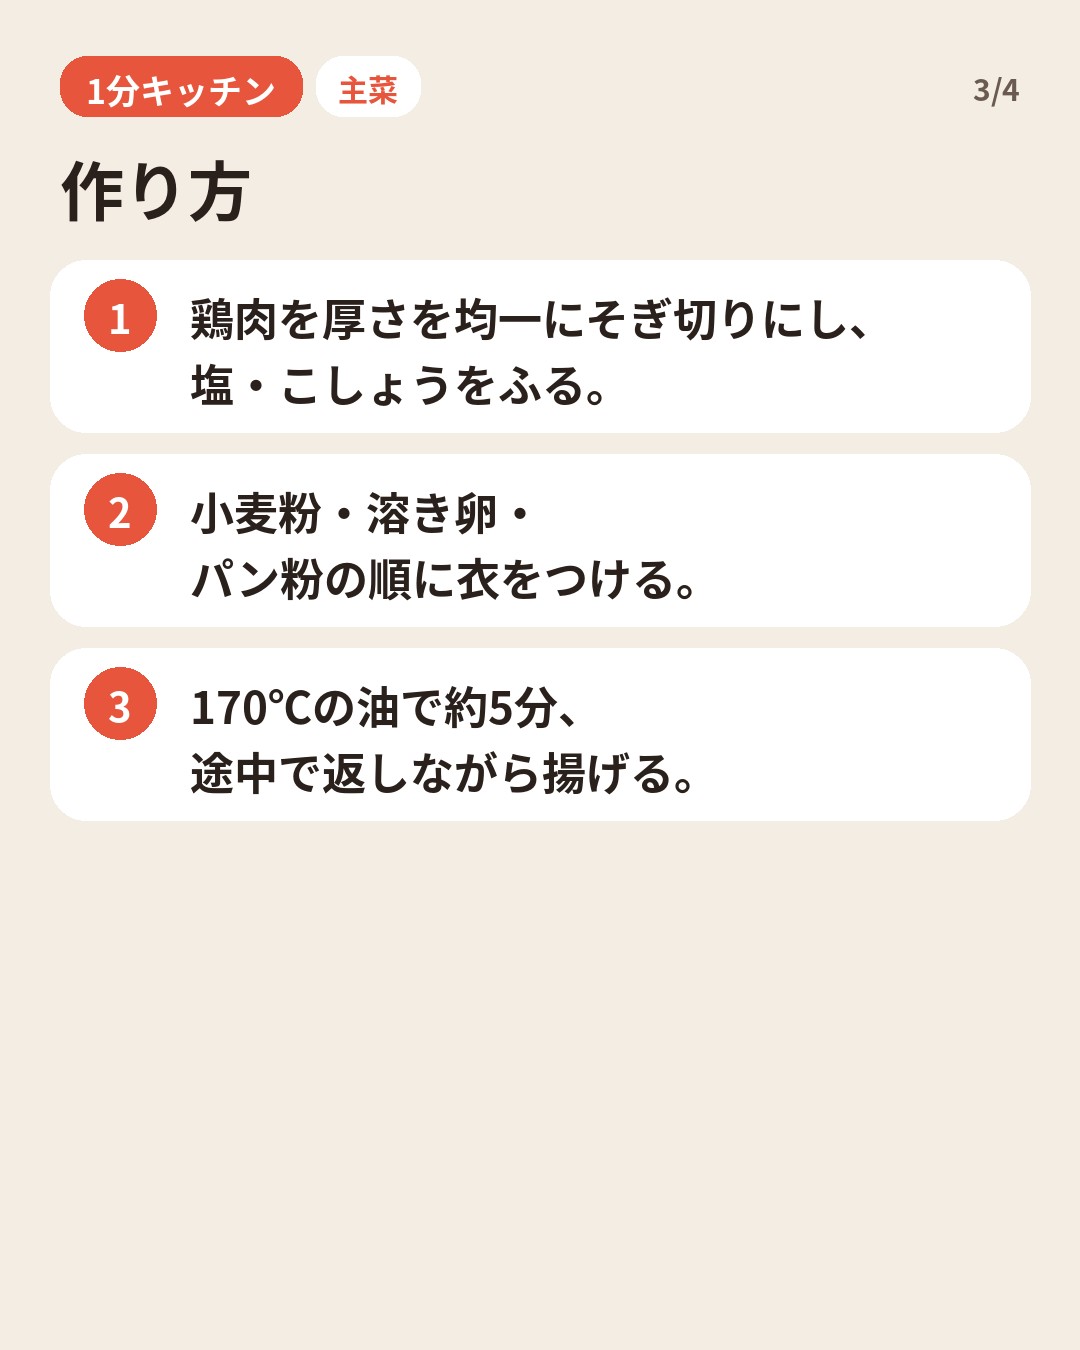 1分キッチン 主菜 3/4
作り方
1 鶏肉を厚さを均一にそぎ切りにし、
塩・こしょうをふる。
2 小麦粉・溶き卵・
パン粉の順に衣をつける。
3 170℃の油で約5分、
途中で返しながら揚げる。